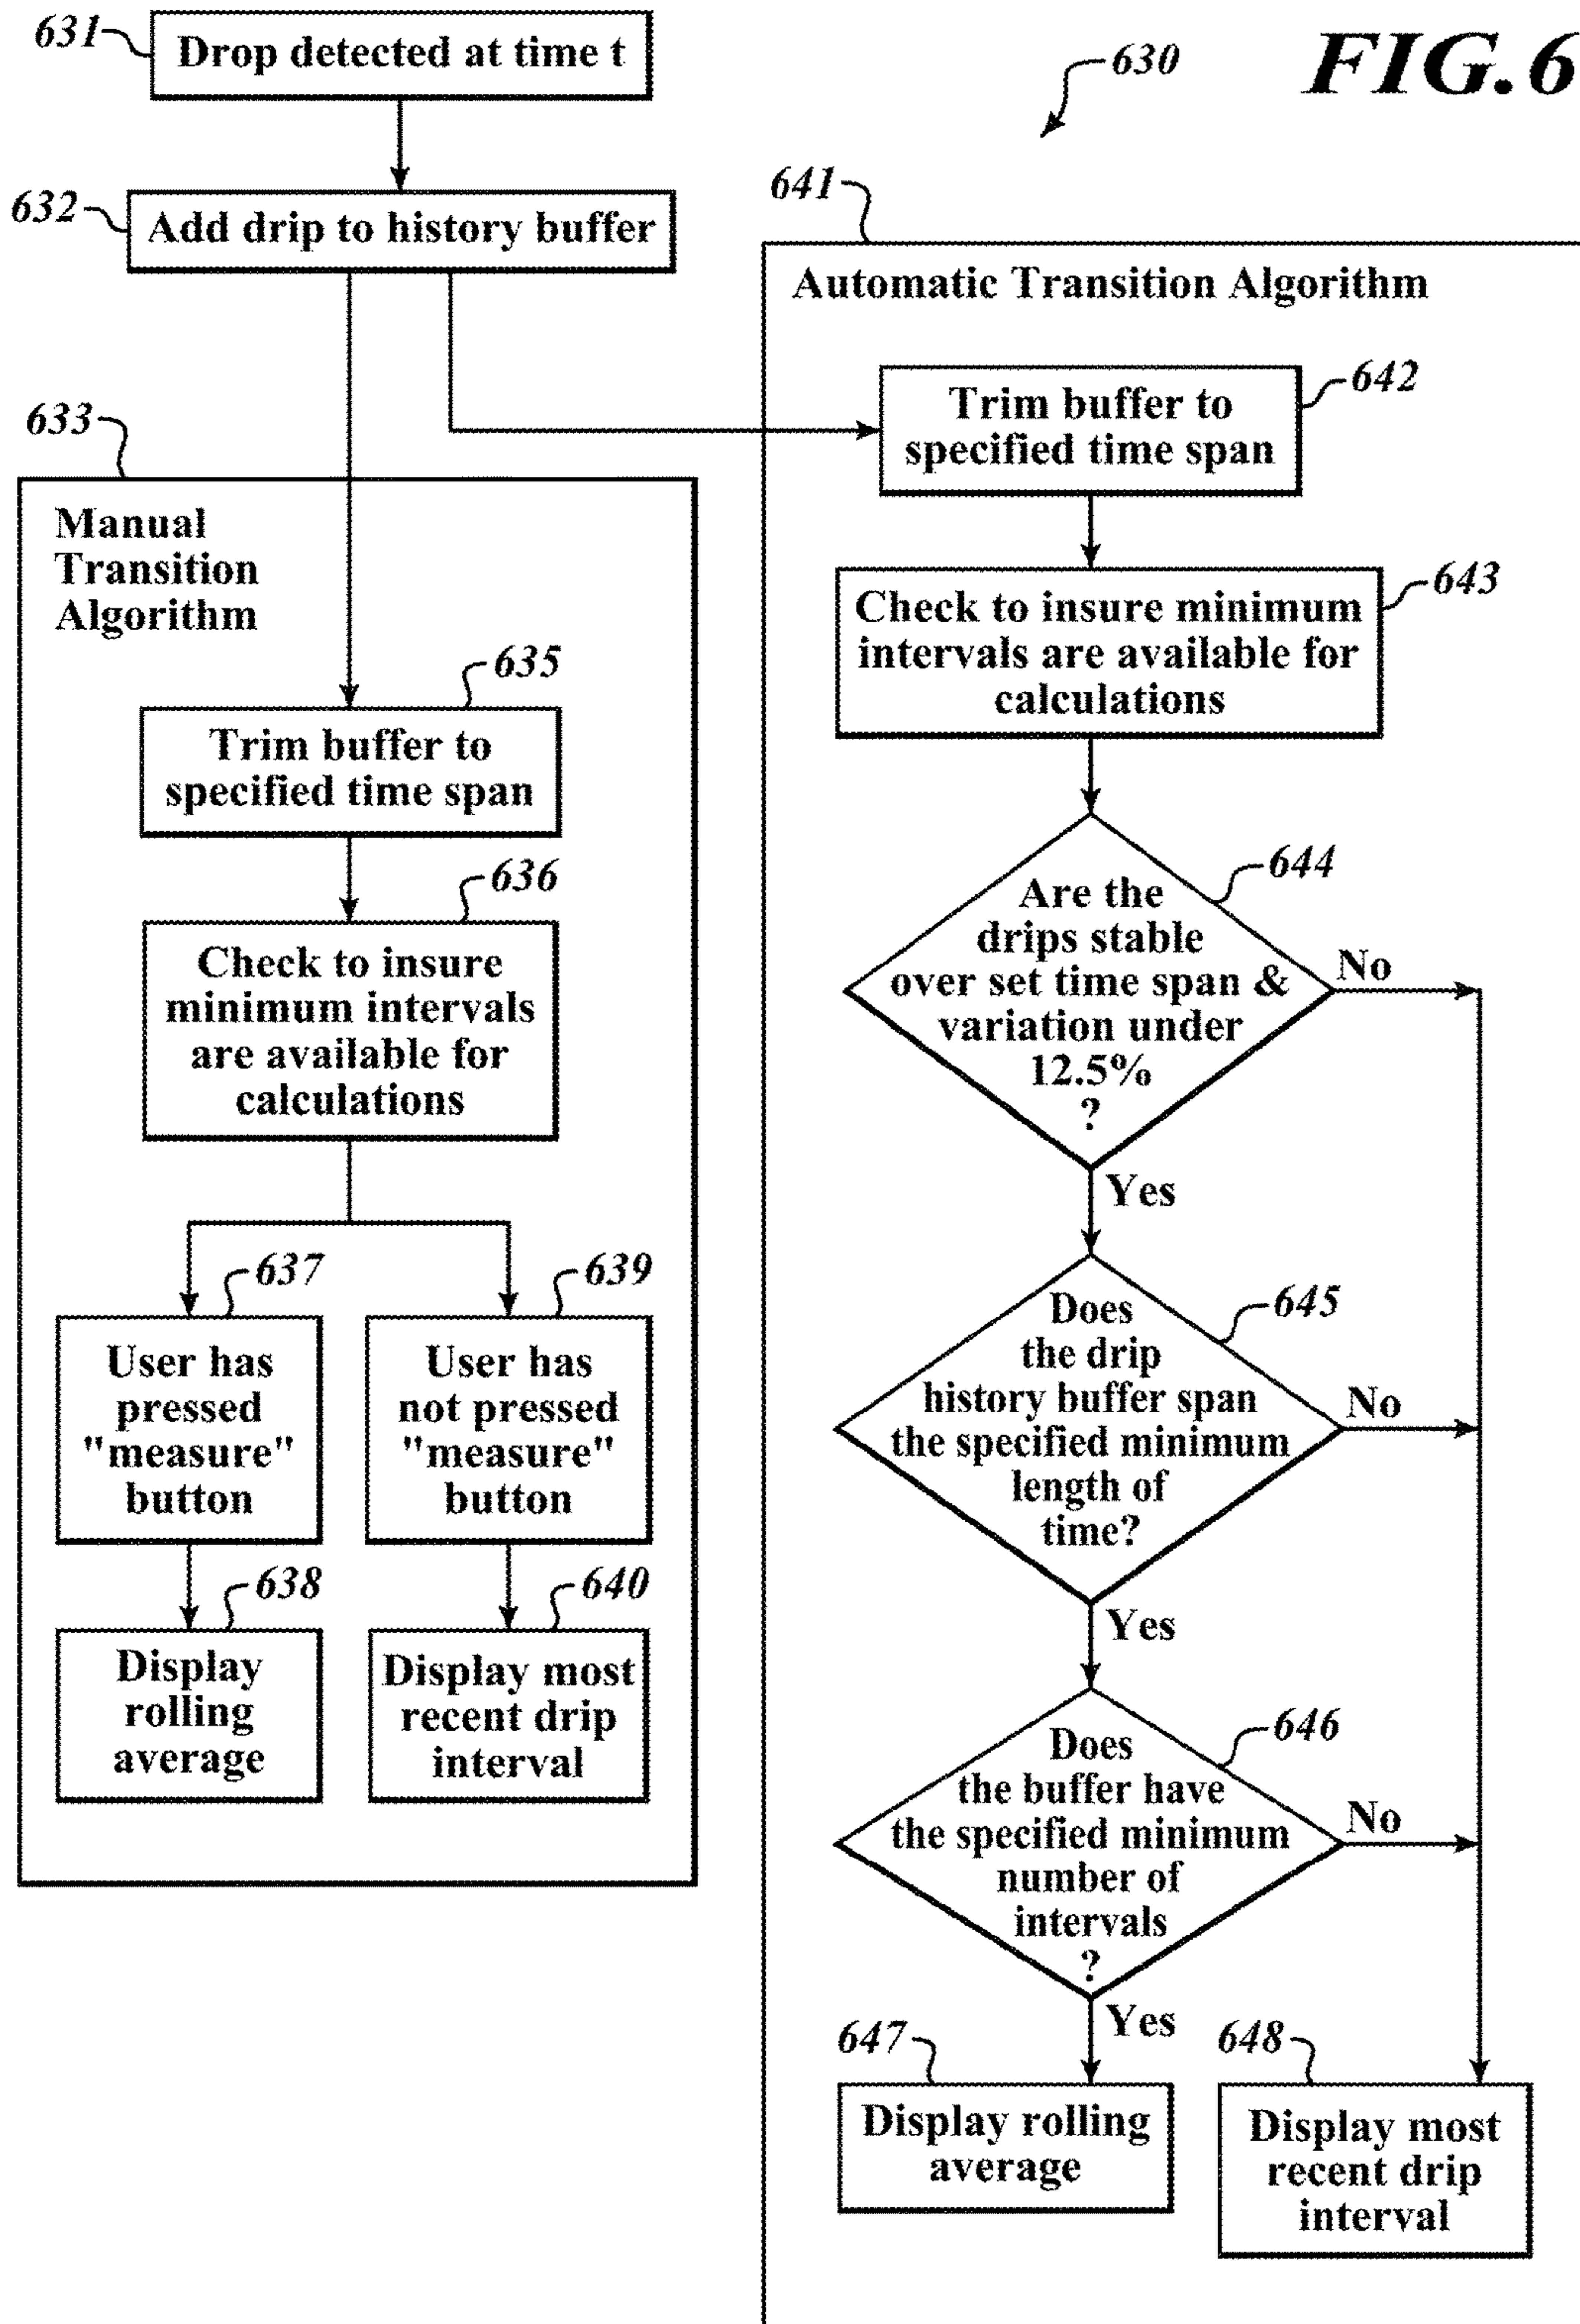 FIG. 6
630
631
Drop detected at time t
632
Add drip to history buffer
633
Manual
Transition
Algorithm
635
Trim buffer to
specified time span
636
Check to insure
minimum intervals
are available for
calculations
637
User has
pressed
"measure"
button
638
Display
rolling
average
639
User has
not pressed
"measure"
button
640
Display most
recent drip
interval
641
Automatic Transition Algorithm
642
Trim buffer to
specified time span
643
Check to insure minimum
intervals are available for
calculations
644
Are the
drips stable
over set time span &
variation under
12.5%
?
No
Yes
645
Does
the drip
history buffer span
the specified minimum
length of
time?
No
Yes
646
Does
the buffer have
the specified minimum
number of
intervals
?
No
Yes
647
Display rolling
average
648
Display most
recent drip
interval